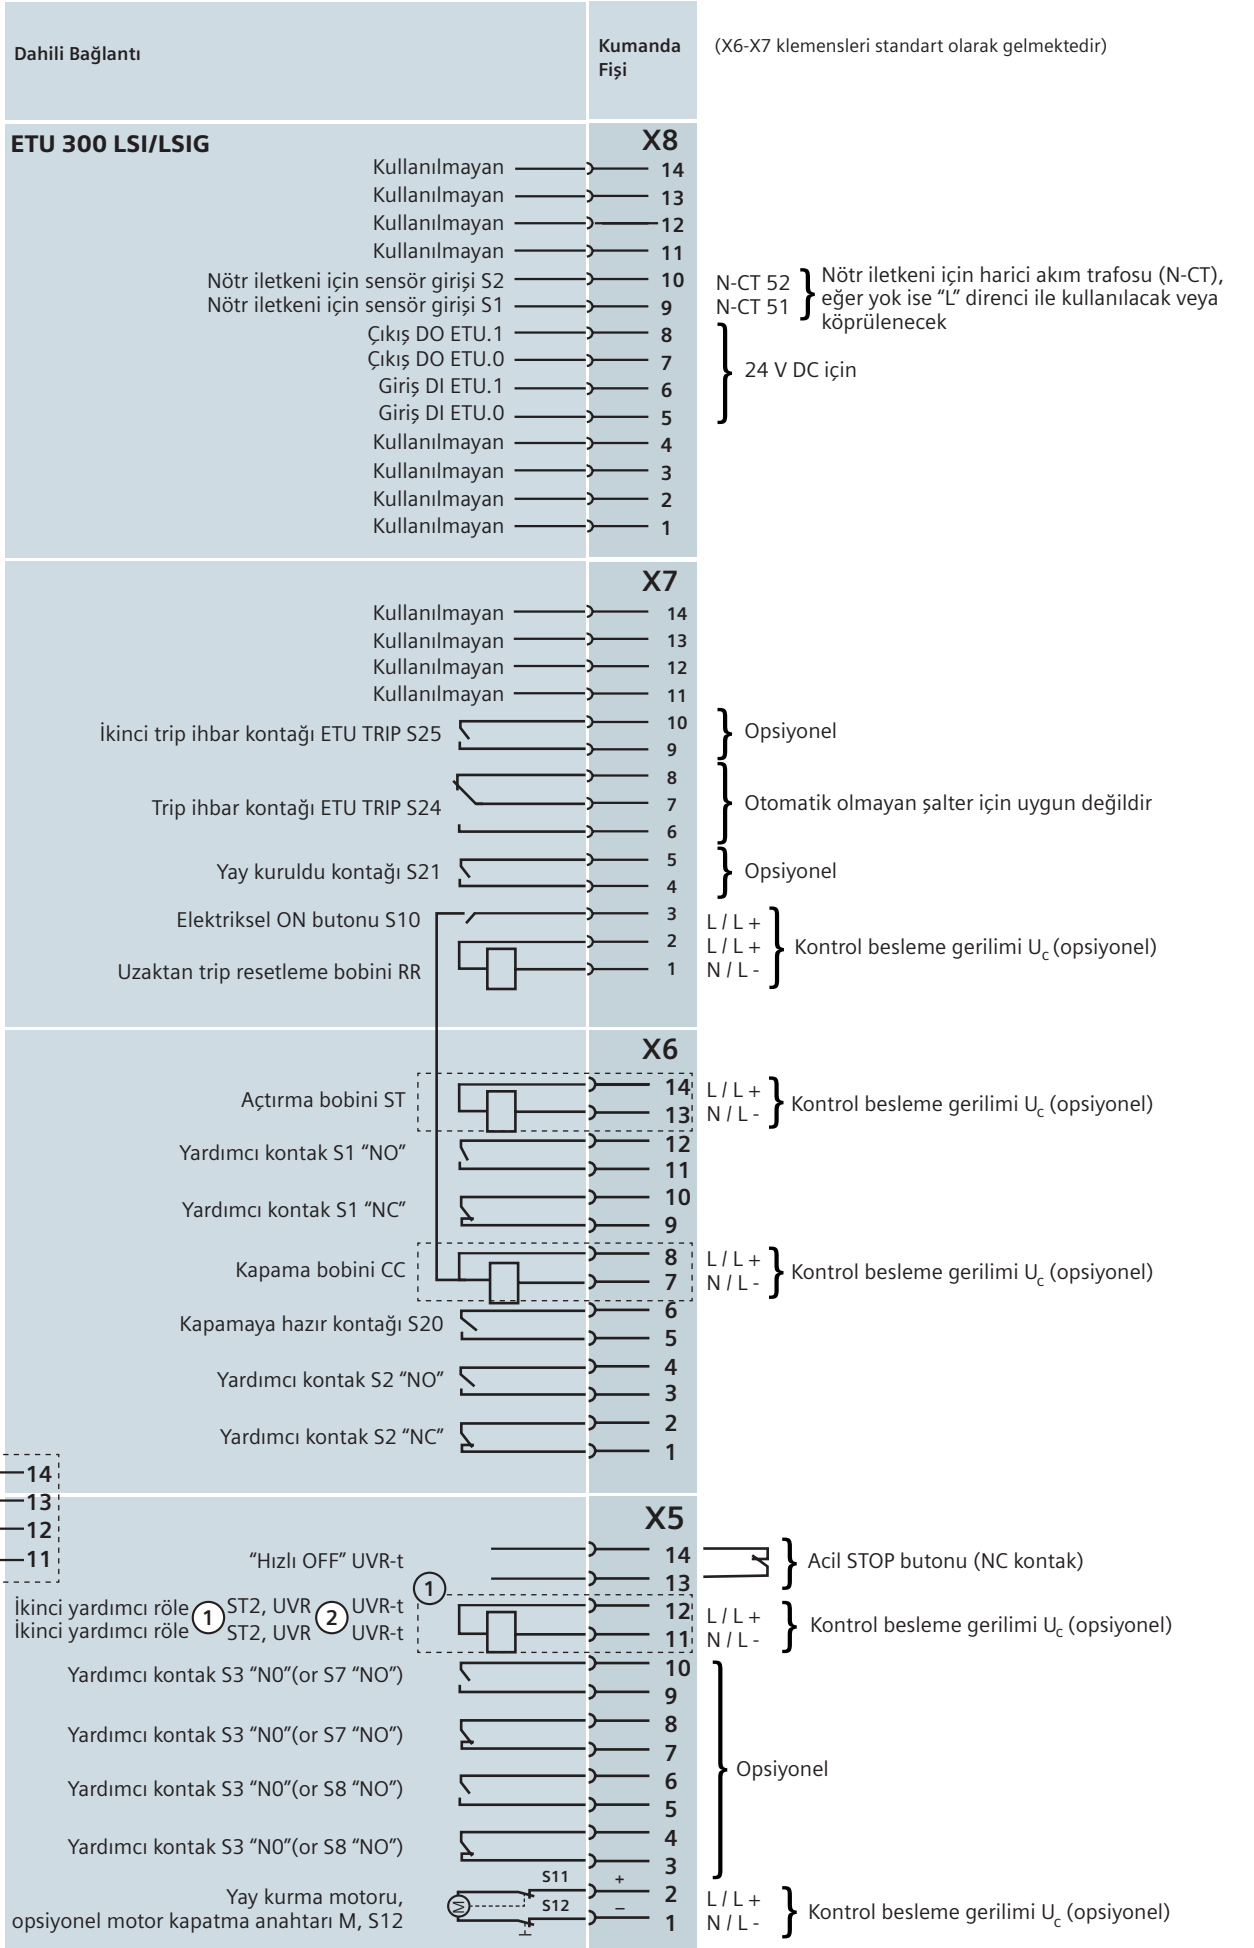 Dahili Bağlantı
Kumanda
Fişi
(X6-X7 klemensleri standart olarak gelmektedir)
ETU 300 LSI/LSIG
X8
Kullanılmayan 14
Kullanılmayan 13
Kullanılmayan 12
Kullanılmayan 11
Nötr iletkeni için sensör girişi S2 10 N-CT 52
Nötr iletkeni için sensör girişi S1 9 N-CT 51
Nötr iletkeni için harici akım trafosu (N-CT),
eğer yok ise “L” direnci ile kullanılacak veya
köprülenecek
Çıkış DO ETU.1 8
Çıkış DO ETU.0 7
Giriş DI ETU.1 6
Giriş DI ETU.0 5
24 V DC için
Kullanılmayan 4
Kullanılmayan 3
Kullanılmayan 2
Kullanılmayan 1
X7
Kullanılmayan 14
Kullanılmayan 13
Kullanılmayan 12
Kullanılmayan 11
İkinci trip ihbar kontağı ETU TRIP S25
10
9
Opsiyonel
Trip ihbar kontağı ETU TRIP S24
8
7
6
Otomatik olmayan şalter için uygun değildir
Yay kuruldu kontağı S21
5
4
Opsiyonel
Elektriksel ON butonu S10
3 L / L +
2 L / L +
Uzaktan trip resetleme bobini RR
1 N / L -
Kontrol besleme gerilimi Uc (opsiyonel)
X6
Açtırma bobini ST
14 L / L +
13 N / L -
Kontrol besleme gerilimi Uc (opsiyonel)
Yardımcı kontak S1 “NO”
12
11
Yardımcı kontak S1 “NC”
10
9
Kapama bobini CC
8 L / L +
7 N / L -
Kontrol besleme gerilimi Uc (opsiyonel)
Kapamaya hazır kontağı S20
6
5
Yardımcı kontak S2 “NO”
4
3
Yardımcı kontak S2 “NC”
2
1
14
13
12
11
X5
“Hızlı OFF” UVR-t
14
13
Acil STOP butonu (NC kontak)
1
İkinci yardımcı röle 1 ST2, UVR 2 UVR-t
İkinci yardımcı röle ST2, UVR UVR-t
12 L / L +
11 N / L -
Kontrol besleme gerilimi Uc (opsiyonel)
Yardımcı kontak S3 “N0”(or S7 “NO”)
10
9
Yardımcı kontak S3 “N0”(or S7 “NO”)
8
7
Yardımcı kontak S3 “N0”(or S8 “NO”)
6
5
Yardımcı kontak S3 “N0”(or S8 “NO”)
4
3
Opsiyonel
Yay kurma motoru,
opsiyonel motor kapatma anahtarı M, S12
M
S11 + 2 L / L +
S12 – 1 N / L -
Kontrol besleme gerilimi Uc (opsiyonel)